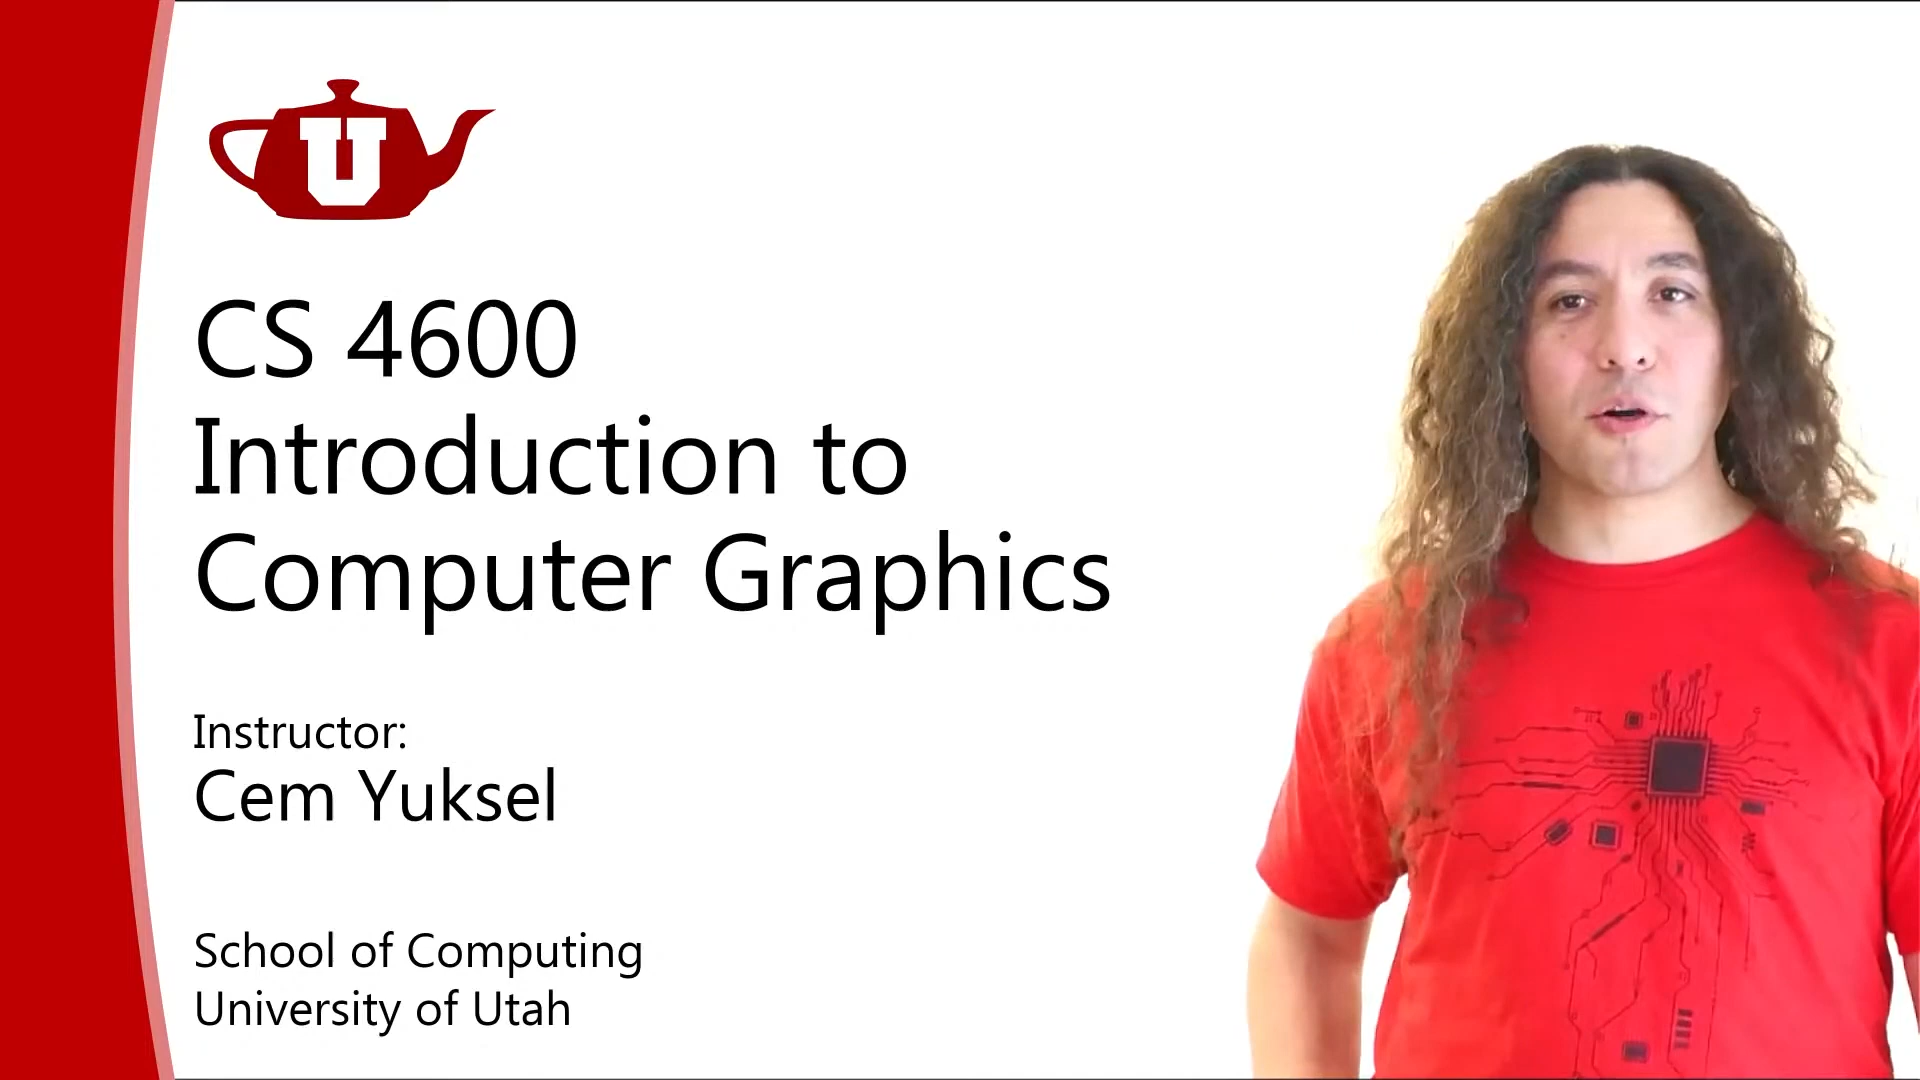 U
CS 4600
Introduction to
Computer Graphics
Instructor:
Cem Yuksel
School of Computing
University of Utah